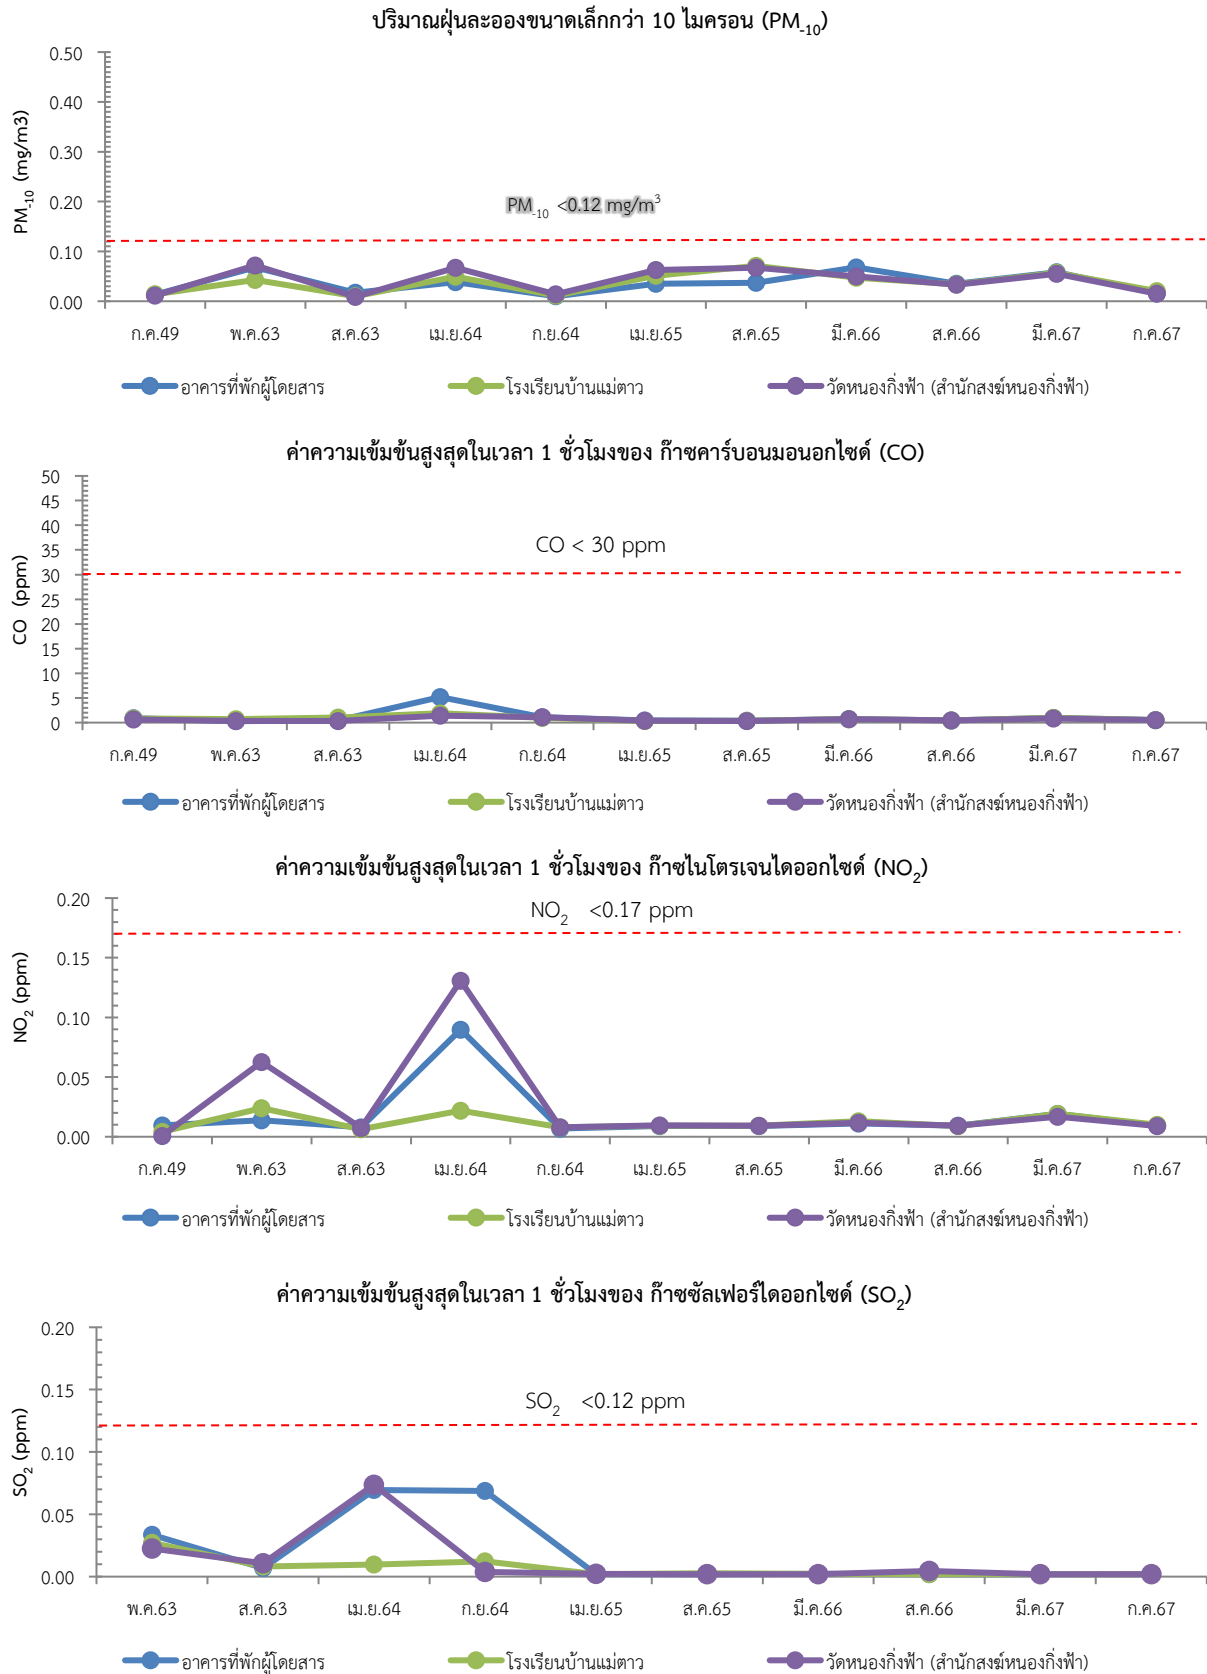 ปริมาณฝุ่นละอองขนาดเล็กกว่า 10 ไมครอน (PM-10)
PM-10 (mg/m3)
0.50
0.40
0.30
0.20
0.10
0.00
PM-10 <0.12 mg/m3
ก.ค.49 พ.ค.63 ส.ค.63 เม.ย.64 ก.ย.64 เม.ย.65 ส.ค.65 มี.ค.66 ส.ค.66 มี.ค.67 ก.ค.67
อาคารที่พักผู้โดยสาร โรงเรียนบ้านแม่ตาว วัดหนองกิ่งฟ้า (สำนักสงฆ์หนองกิ่งฟ้า)
ค่าความเข้มข้นสูงสุดในเวลา 1 ชั่วโมงของ ก๊าซคาร์บอนมอนอกไซด์ (CO)
CO (ppm)
50
45
40
35
30
25
20
15
10
5
0
CO < 30 ppm
ก.ค.49 พ.ค.63 ส.ค.63 เม.ย.64 ก.ย.64 เม.ย.65 ส.ค.65 มี.ค.66 ส.ค.66 มี.ค.67 ก.ค.67
อาคารที่พักผู้โดยสาร โรงเรียนบ้านแม่ตาว วัดหนองกิ่งฟ้า (สำนักสงฆ์หนองกิ่งฟ้า)
ค่าความเข้มข้นสูงสุดในเวลา 1 ชั่วโมงของ ก๊าซไนโตรเจนไดออกไซด์ (NO2)
NO2 (ppm)
0.20
0.15
0.10
0.05
0.00
NO2 <0.17 ppm
ก.ค.49 พ.ค.63 ส.ค.63 เม.ย.64 ก.ย.64 เม.ย.65 ส.ค.65 มี.ค.66 ส.ค.66 มี.ค.67 ก.ค.67
อาคารที่พักผู้โดยสาร โรงเรียนบ้านแม่ตาว วัดหนองกิ่งฟ้า (สำนักสงฆ์หนองกิ่งฟ้า)
ค่าความเข้มข้นสูงสุดในเวลา 1 ชั่วโมงของ ก๊าซซัลเฟอร์ไดออกไซด์ (SO2)
SO2 (ppm)
0.20
0.15
0.10
0.05
0.00
SO2 <0.12 ppm
พ.ค.63 ส.ค.63 เม.ย.64 ก.ย.64 เม.ย.65 ส.ค.65 มี.ค.66 ส.ค.66 มี.ค.67 ก.ค.67
อาคารที่พักผู้โดยสาร โรงเรียนบ้านแม่ตาว วัดหนองกิ่งฟ้า (สำนักสงฆ์หนองกิ่งฟ้า)